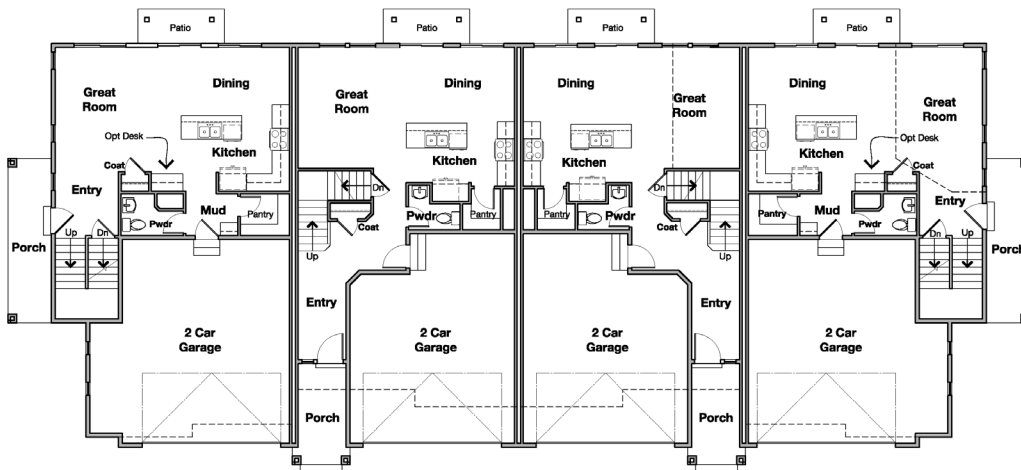 Patio
Patio
Patio
Patio
Great
Room
Dining
Opt Desk
Kitchen
Coat
Entry
Mud
Pantry
Pwdr
Up
Dn
Porch
2 Car
Garage
Great
Room
Dining
Kitchen
Dn
Pwdr
Pantry
Coat
Up
Entry
2 Car
Garage
Porch
Dining
Great
Room
Kitchen
Dn
Pantry
Pwdr
Coat
Up
Entry
2 Car
Garage
Porch
Dining
Great
Room
Opt Desk
Kitchen
Coat
Pantry
Mud
Pwdr
Entry
Dn
Up
Porch
2 Car
Garage